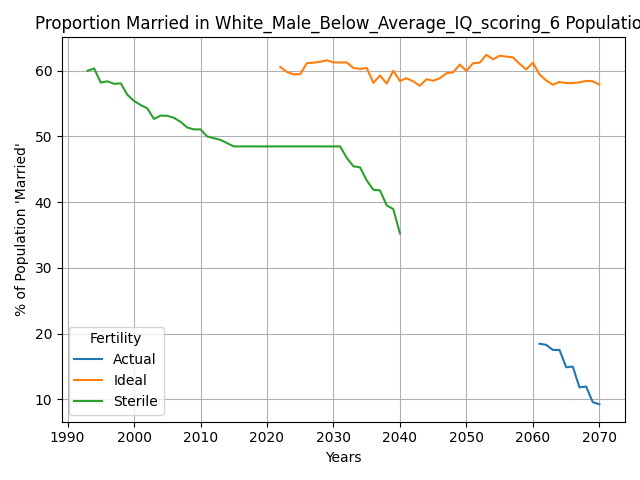 Proportion Married in White_Male_Below_Average_IQ_scoring_6 Populatio
% of Population 'Married'
60
50
40
30
20
10
Fertility
Actual
Ideal
Sterile
1990 2000 2010 2020 2030 2040 2050 2060 2070
Years